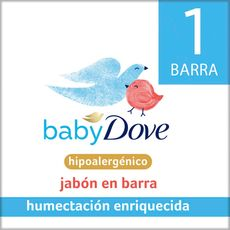 1
BARRA
baby Dove
hipoalergénico
jabón en barra
humectación enriquecida